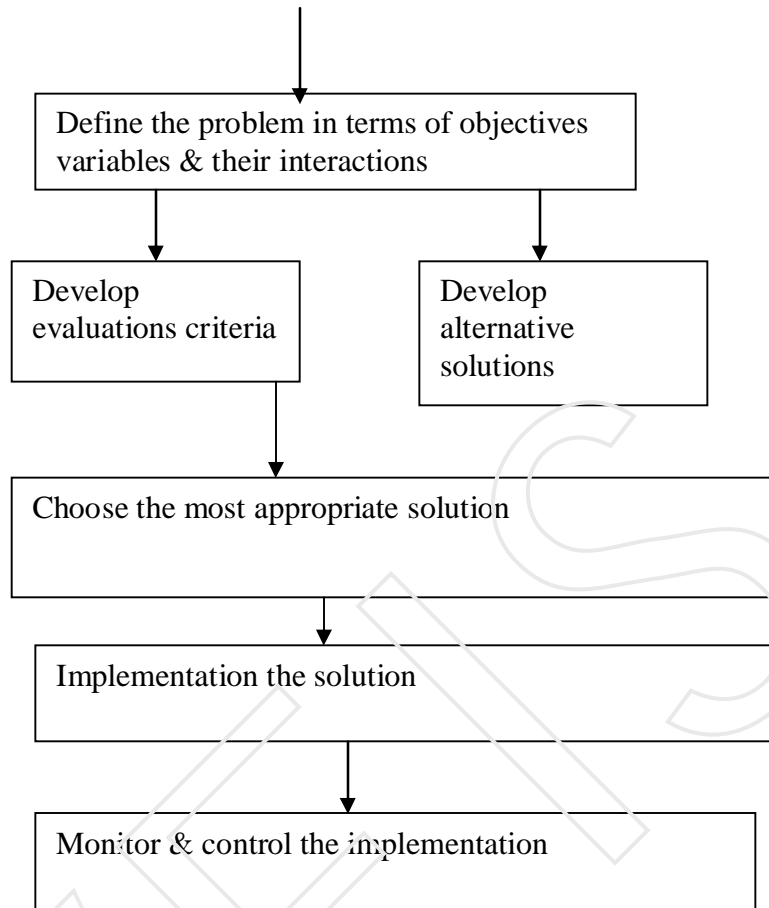 Define the problem in terms of objectives
variables & their interactions
Develop
evaluations criteria
Develop
alternative
solutions
Choose the most appropriate solution
Implementation the solution
Monitor & control the implementation